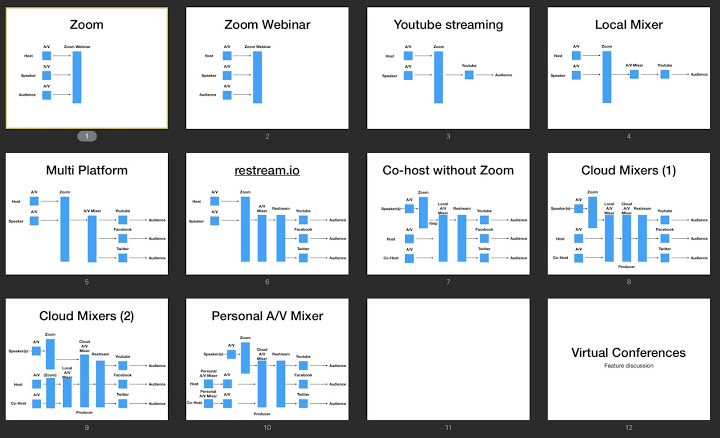 Zoom
A/V Zoom Webinar
Host
A/V
Speaker
A/V
Audience
1
Zoom Webinar
A/V Zoom Webinar
Host
A/V
Speaker
A/V
Audience
2
Youtube streaming
A/V Zoom
Host
A/V Youtube
Speaker Audience
3
Local Mixer
A/V Zoom
Host
A/V A/V Mixer Youtube
Speaker Audience
4
Multi Platform
A/V Zoom
Host
A/V A/V Mixer Youtube
Speaker Audience
Facebook
Audience
Twitter
Audience
5
restream.io
A/V Zoom
Host
A/V A/V Mixer Restream Youtube
Speaker Audience
Facebook
Audience
Twitter
Audience
6
Co-host without Zoom
A/V Zoom
Speaker(s)
Local A/V Mixer Restream Youtube
Audience
A/V Facebook
Host Audience
A/V Twitter
Co-Host Audience
7
Cloud Mixers (1)
A/V Zoom
Speaker(s)
Local A/V Mixer Cloud A/V Mixer Restream Youtube
Audience
A/V Facebook
Host Audience
A/V Twitter
Co-Host Audience
Producer
8
Cloud Mixers (2)
A/V Zoom
Speaker(s)
Cloud A/V Mixer Restream Youtube
Audience
A/V (Zoom) Local A/V Mixer Facebook
Host Audience
A/V Twitter
Co-Host Audience
Producer
9
Personal A/V Mixer
A/V Zoom
Speaker(s)
Cloud A/V Mixer Restream Youtube
Audience
Personal A/V Mixer A/V Facebook
Host Audience
Personal A/V Mixer A/V Twitter
Co-Host Audience
Producer
10
11
Virtual Conferences
Feature discussion
12